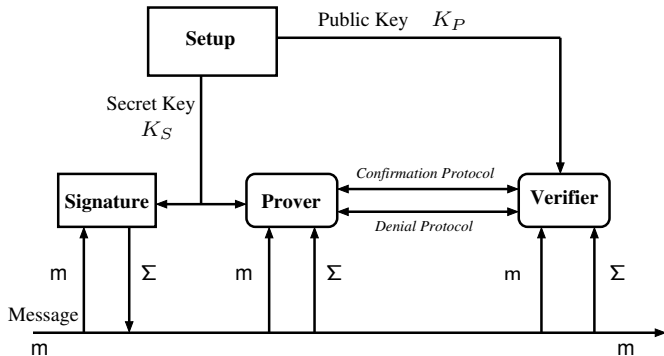 Public Key K_P
Setup
Secret Key
K_S
Confirmation Protocol
Signature
Prover
Verifier
Denial Protocol
m Σ m Σ m Σ
Message
m m